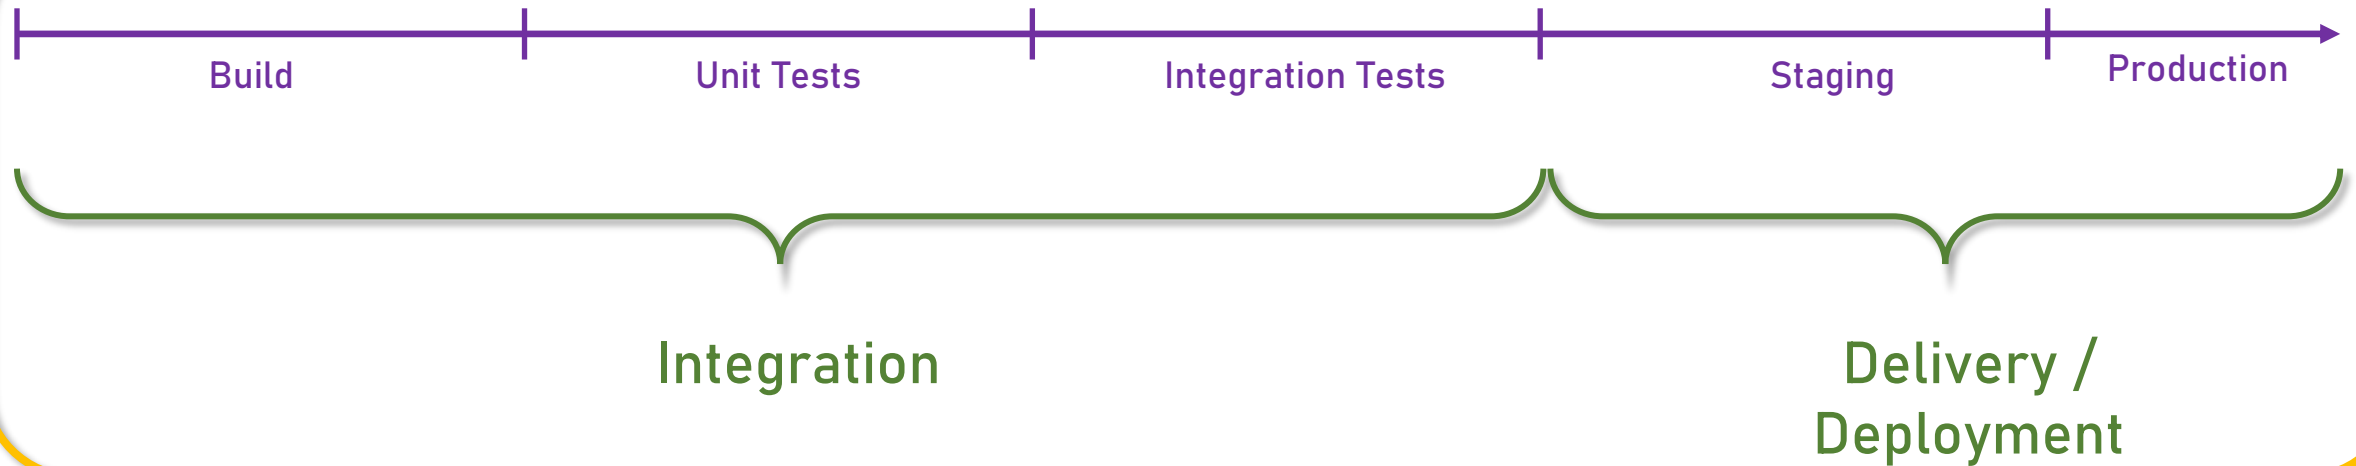 Build
Unit Tests
Integration Tests
Staging
Production
Integration
Delivery /
Deployment